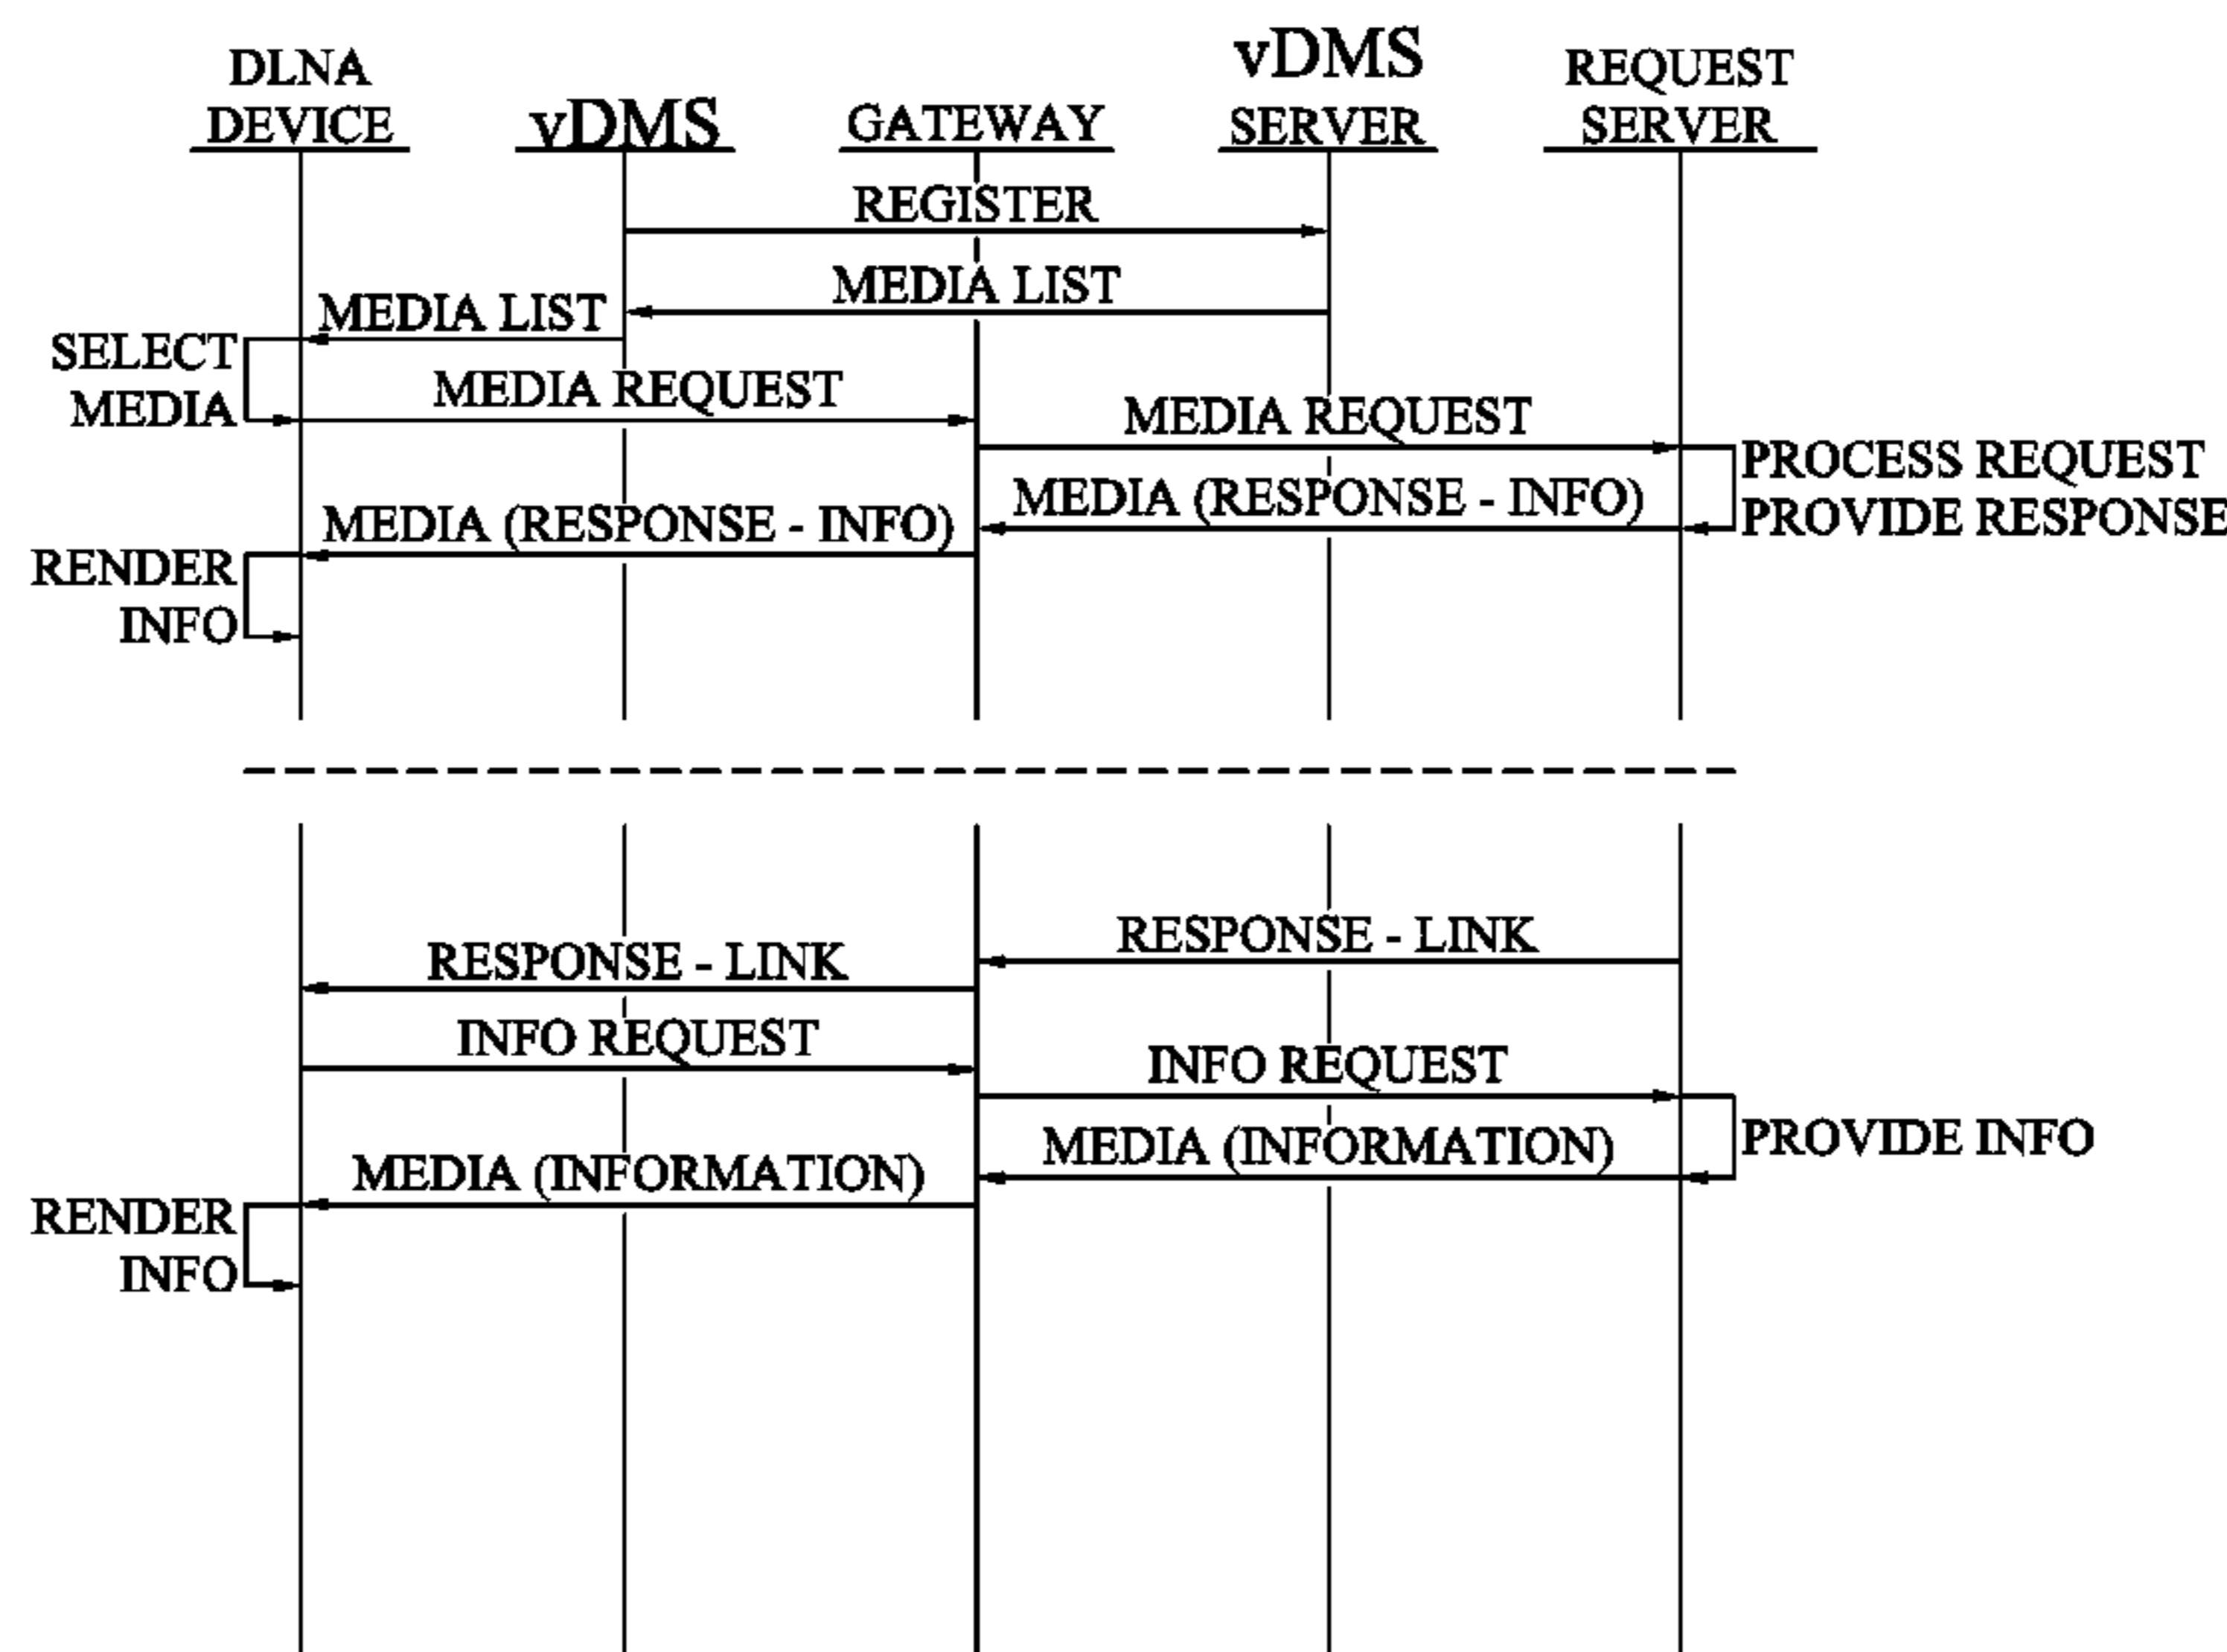 DLNA
DEVICE
vDMS
GATEWAY
vDMS
SERVER
REQUEST
SERVER
REGISTER
MEDIA LIST
MEDIA LIST
SELECT
MEDIA
MEDIA REQUEST
MEDIA REQUEST
PROCESS REQUEST
PROVIDE RESPONSE
MEDIA (RESPONSE - INFO)
MEDIA (RESPONSE - INFO)
RENDER
INFO
RESPONSE - LINK
RESPONSE - LINK
INFO REQUEST
INFO REQUEST
PROVIDE INFO
MEDIA (INFORMATION)
MEDIA (INFORMATION)
RENDER
INFO